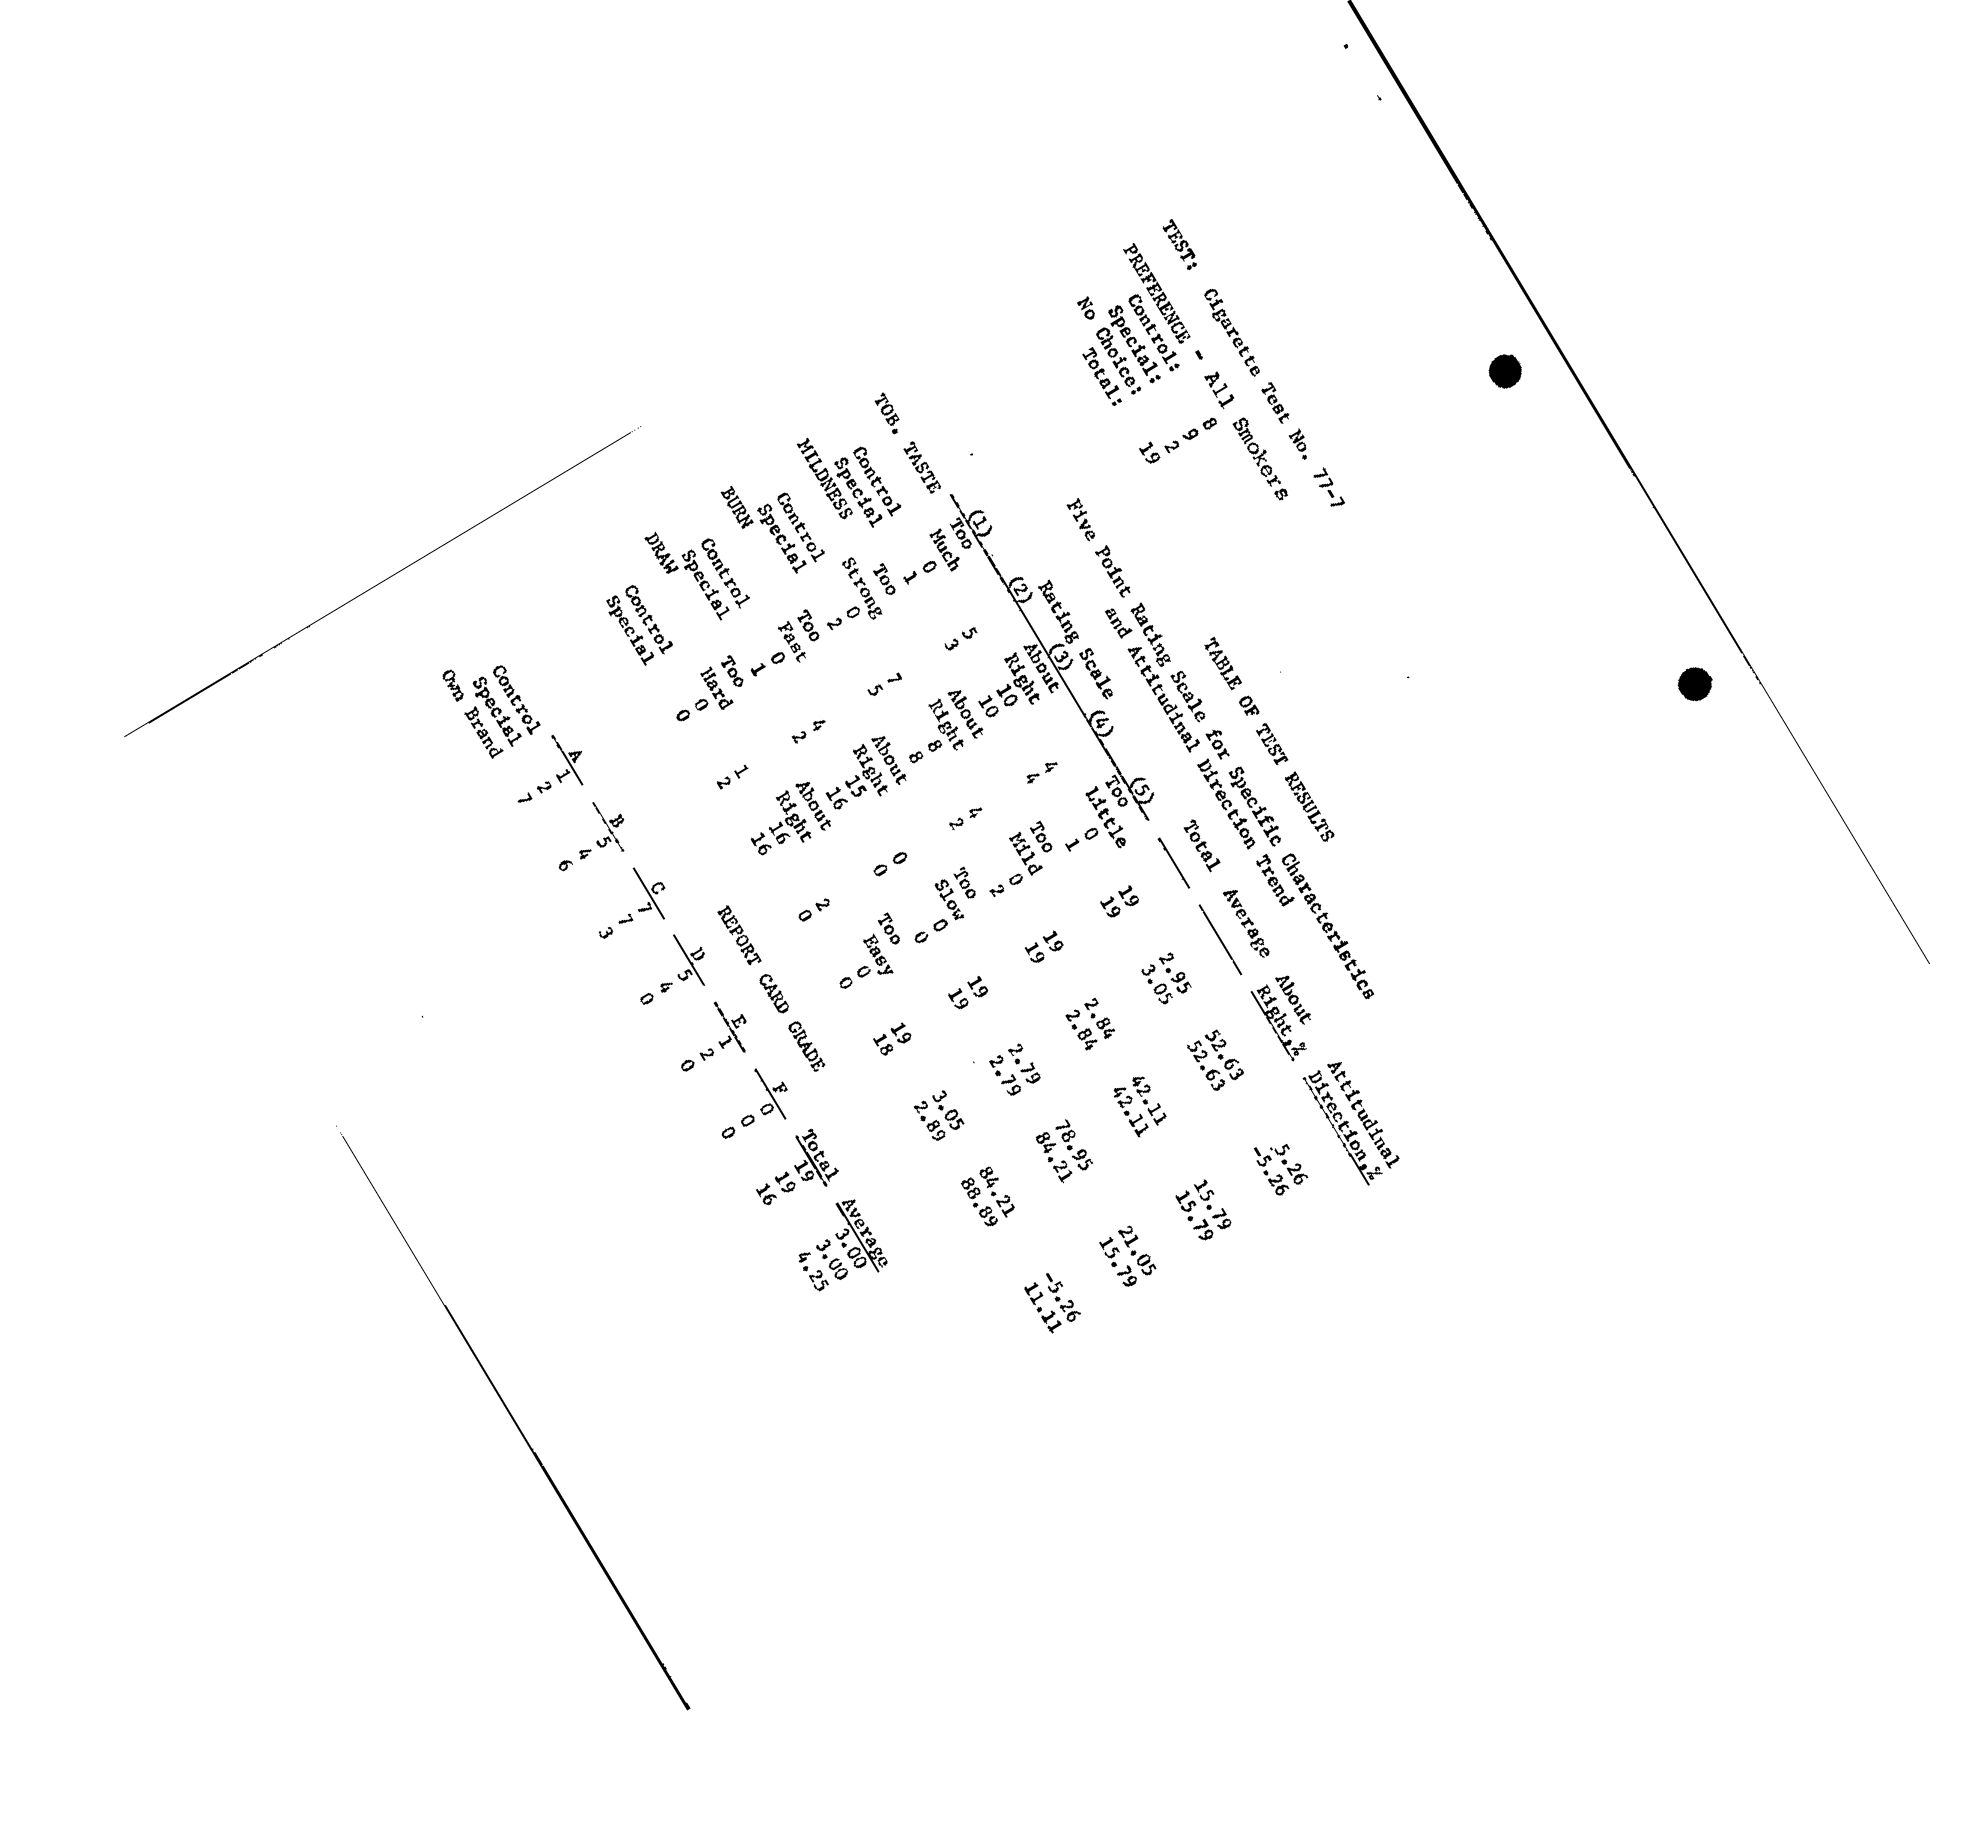 TEST: Cigarette Test No. 77-7
PREFERENCE - All Smokers
Control: 8
Special: 9
No Choice: 2
Total: 19
TABLE OF TEST RESULTS
Five Point Rating Scale for Specific Characteristics
and Attitudinal Direction Trend
Rating Scale About Attitudinal
(1) (2) (3) (4) (5) Total Average Right,% Direction,%
TOB. TASTE Too About Too
Much Right Little
Control 0 5 10 4 0 19 2.95 52.63 5.26
Special 1 3 10 4 1 19 3.05 52.63 -5.26
MILDNESS Too About Too
Strong Right Mild
Control 0 7 8 4 0 19 2.84 42.11 15.79
Special 2 5 8 2 2 19 2.84 42.11 15.79
BURN Too About Too
Fast Right Slow
Control 0 4 15 0 0 19 2.79 78.95 21.05
Special 1 2 16 0 0 19 2.79 84.21 15.79
DRAW Too About Too
Hard Right Easy
Control 0 1 16 2 0 19 3.05 84.21 -5.26
Special 0 2 16 0 0 18 2.89 88.89 11.11
REPORT CARD GRADE
A B C D E F Total Average
Control 1 5 7 5 1 0 19 3.00
Special 2 4 7 4 2 0 19 3.00
Own Brand 7 6 3 0 0 0 16 4.25